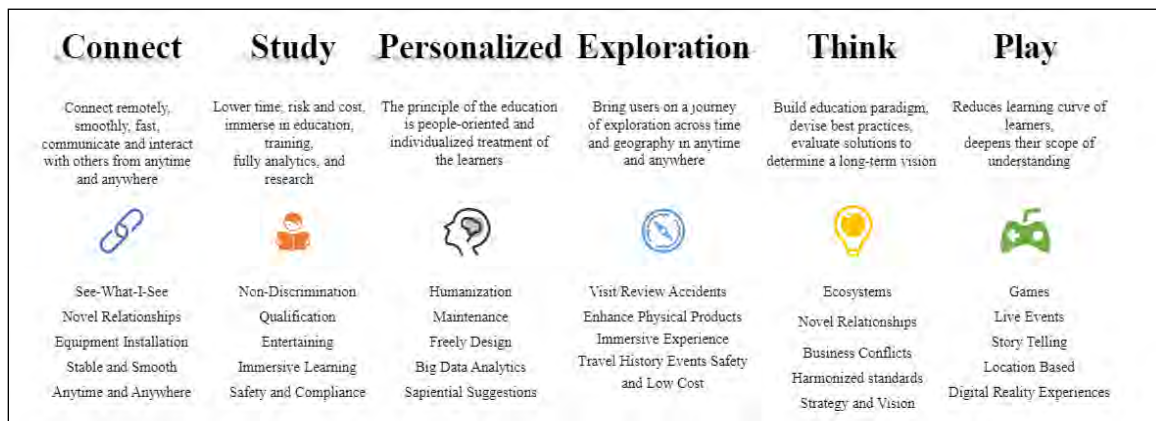 Connect
Connect remotely,
smoothly, fast,
communicate and interact
with others from anytime
and anywhere
See-What-I-See
Novel Relationships
Equipment Installation
Stable and Smooth
Anytime and Anywhere
Study
Lower time, risk and cost,
immerse in education,
training,
fully analytics, and
research
Non-Discrimination
Qualification
Entertaining
Immersive Learning
Safety and Compliance
Personalized
The principle of the education
is people-oriented and
individualized treatment of
the learners
Humanization
Maintenance
Freely Design
Big Data Analytics
Sapiential Suggestions
Exploration
Bring users on a journey
of exploration across time
and geography in anytime
and anywhere
Visit/Review Accidents
Enhance Physical Products
Immersive Experience
Travel History Events Safety
and Low Cost
Think
Build education paradigm,
devise best practices,
evaluate solutions to
determine a long-term vision
Ecosystems
Novel Relationships
Business Conflicts
Harmonized standards
Strategy and Vision
Play
Reduces learning curve of
learners,
deepens their scope of
understanding
Games
Live Events
Story Telling
Location Based
Digital Reality Experiences